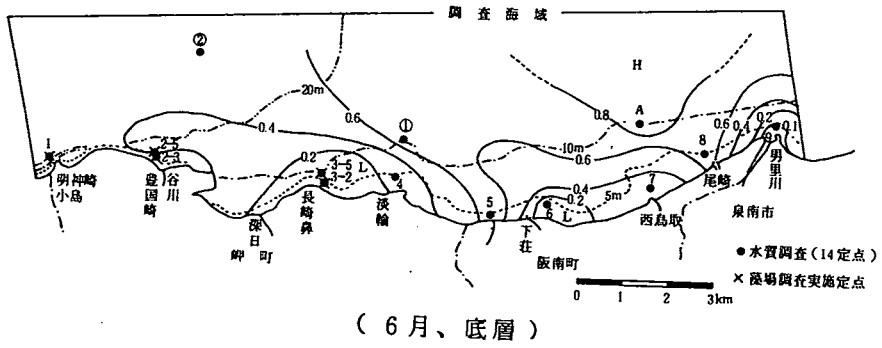 調査海域
②
H
20m
0.8
A
0.6
0.4
0.2
0.1
0.4
0.6
①
10m
8
0.6
1
2-5
2-3
0.2
3-5
L
3-2
4
7
0.4
0.2
6
L
5m
5
男里川
尾崎
明神崎
小島
豊国崎
谷川
長崎鼻
淡輪
深日
岬町
下荘
西鳥取
泉南市
阪南町
● 水質調査(14定点)
× 藻場調査実施定点
0 1 2 3km
(6月、底層)